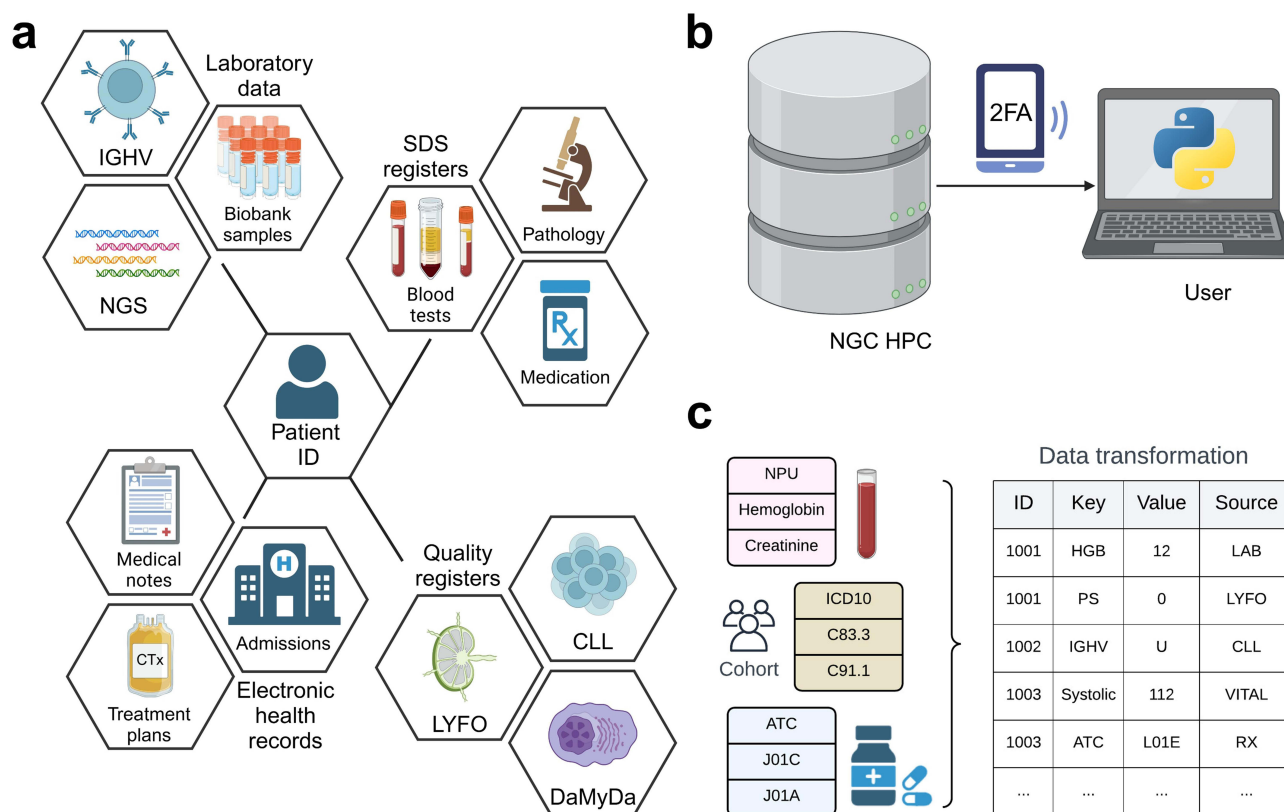 a
Laboratory
data
IGHV
Biobank
samples
NGS
SDS
registers
Pathology
Blood
tests
Rx
Medication
Patient
ID
Medical
notes
H
Admissions
CTx
Treatment
plans
Electronic
health
records
Quality
registers
CLL
LYFO
DaMyDa
b
2FA
NGC HPC
User
c
NPU
Hemoglobin
Creatinine
Cohort
ICD10
C83.3
C91.1
ATC
J01C
J01A
Data transformation
ID Key Value Source
1001 HGB 12 LAB
1001 PS 0 LYFO
1002 IGHV U CLL
1003 Systolic 112 VITAL
1003 ATC L01E RX
... ... ... ...